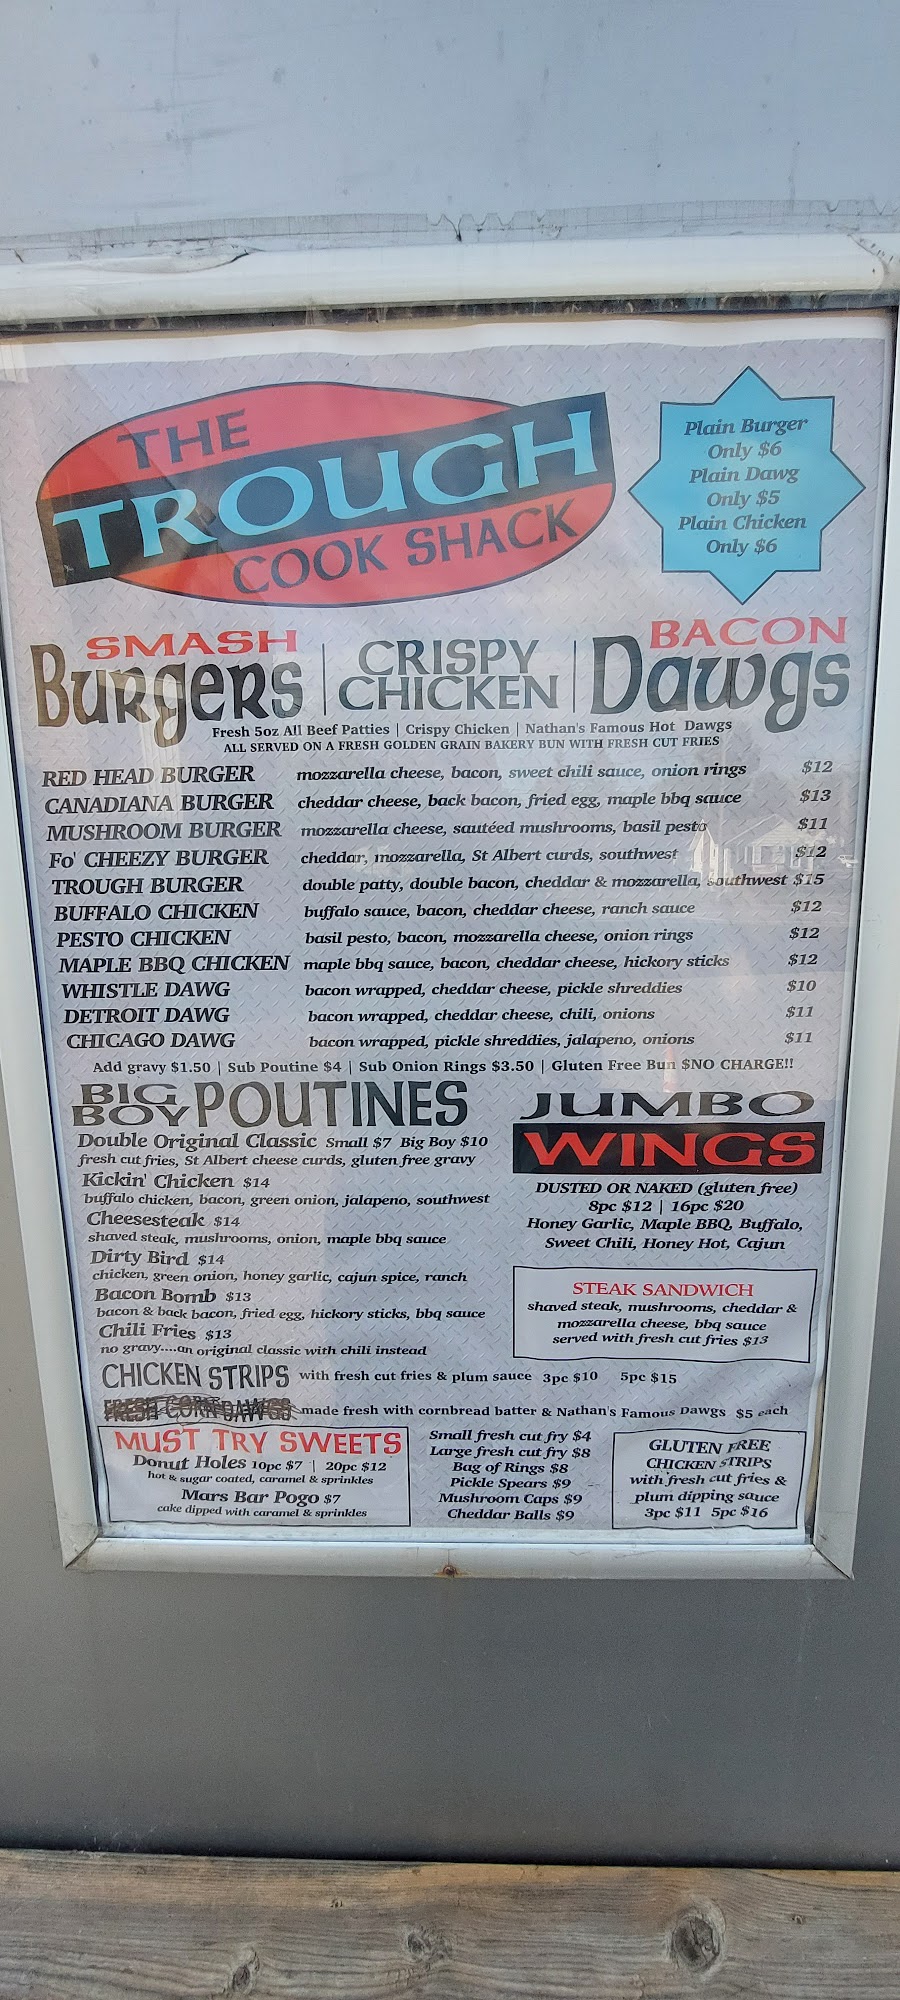 THE
TROUGH
COOK SHACK
Plain Burger
Only $6
Plain Dawg
Only $5
Plain Chicken
Only $6
SMASH
BURGERS | CRISPY CHICKEN | BACON Dawgs
Fresh 5oz All Beef Patties | Crispy Chicken | Nathan's Famous Hot Dawgs
ALL SERVED ON A FRESH GOLDEN GRAIN BAKERY BUN WITH FRESH CUT FRIES
RED HEAD BURGER mozzarella cheese, bacon, sweet chili sauce, onion rings $12
CANADIANA BURGER cheddar cheese, back bacon, fried egg, maple bbq sauce $13
MUSHROOM BURGER mozzarella cheese, sautéed mushrooms, basil pesto $11
Fo' CHEEZY BURGER cheddar, mozzarella, St Albert curds, southwest $12
TROUGH BURGER double patty, double bacon, cheddar & mozzarella, southwest $15
BUFFALO CHICKEN buffalo sauce, bacon, cheddar cheese, ranch sauce $12
PESTO CHICKEN basil pesto, bacon, mozzarella cheese, onion rings $12
MAPLE BBQ CHICKEN maple bbq sauce, bacon, cheddar cheese, hickory sticks $12
WHISTLE DAWG bacon wrapped, cheddar cheese, pickle shreddies $10
DETROIT DAWG bacon wrapped, cheddar cheese, chili, onions $11
CHICAGO DAWG bacon wrapped, pickle shreddies, jalapeno, onions $11
Add gravy $1.50 | Sub Poutine $4 | Sub Onion Rings $3.50 | Gluten Free Bun $NO CHARGE!!
BIG BOY POUTINES
Double Original Classic Small $7 Big Boy $10
fresh cut fries, St Albert cheese curds, gluten free gravy
Kickin' Chicken $14
buffalo chicken, bacon, green onion, jalapeno, southwest
Cheesesteak $14
shaved steak, mushrooms, onion, maple bbq sauce
Dirty Bird $14
chicken, green onion, honey garlic, cajun spice, ranch
Bacon Bomb $13
bacon & back bacon, fried egg, hickory sticks, bbq sauce
Chili Fries $13
no gravy....an original classic with chili instead
JUMBO
WINGS
DUSTED OR NAKED (gluten free)
8pc $12 | 16pc $20
Honey Garlic, Maple BBQ, Buffalo,
Sweet Chili, Honey Hot, Cajun
STEAK SANDWICH
shaved steak, mushrooms, cheddar &
mozzarella cheese, bbq sauce
served with fresh cut fries $13
CHICKEN STRIPS with fresh cut fries & plum sauce 3pc $10 5pc $15
FRESH CORN DAWGS made fresh with cornbread batter & Nathan's Famous Dawgs $5 each
MUST TRY SWEETS
Donut Holes 10pc $7 | 20pc $12
hot & sugar coated, caramel & sprinkles
Mars Bar Pogo $7
cake dipped with caramel & sprinkles
Small fresh cut fry $4
Large fresh cut fry $8
Bag of Rings $8
Pickle Spears $9
Mushroom Caps $9
Cheddar Balls $9
GLUTEN FREE
CHICKEN STRIPS
with fresh cut fries &
plum dipping sauce
3pc $11 5pc $16